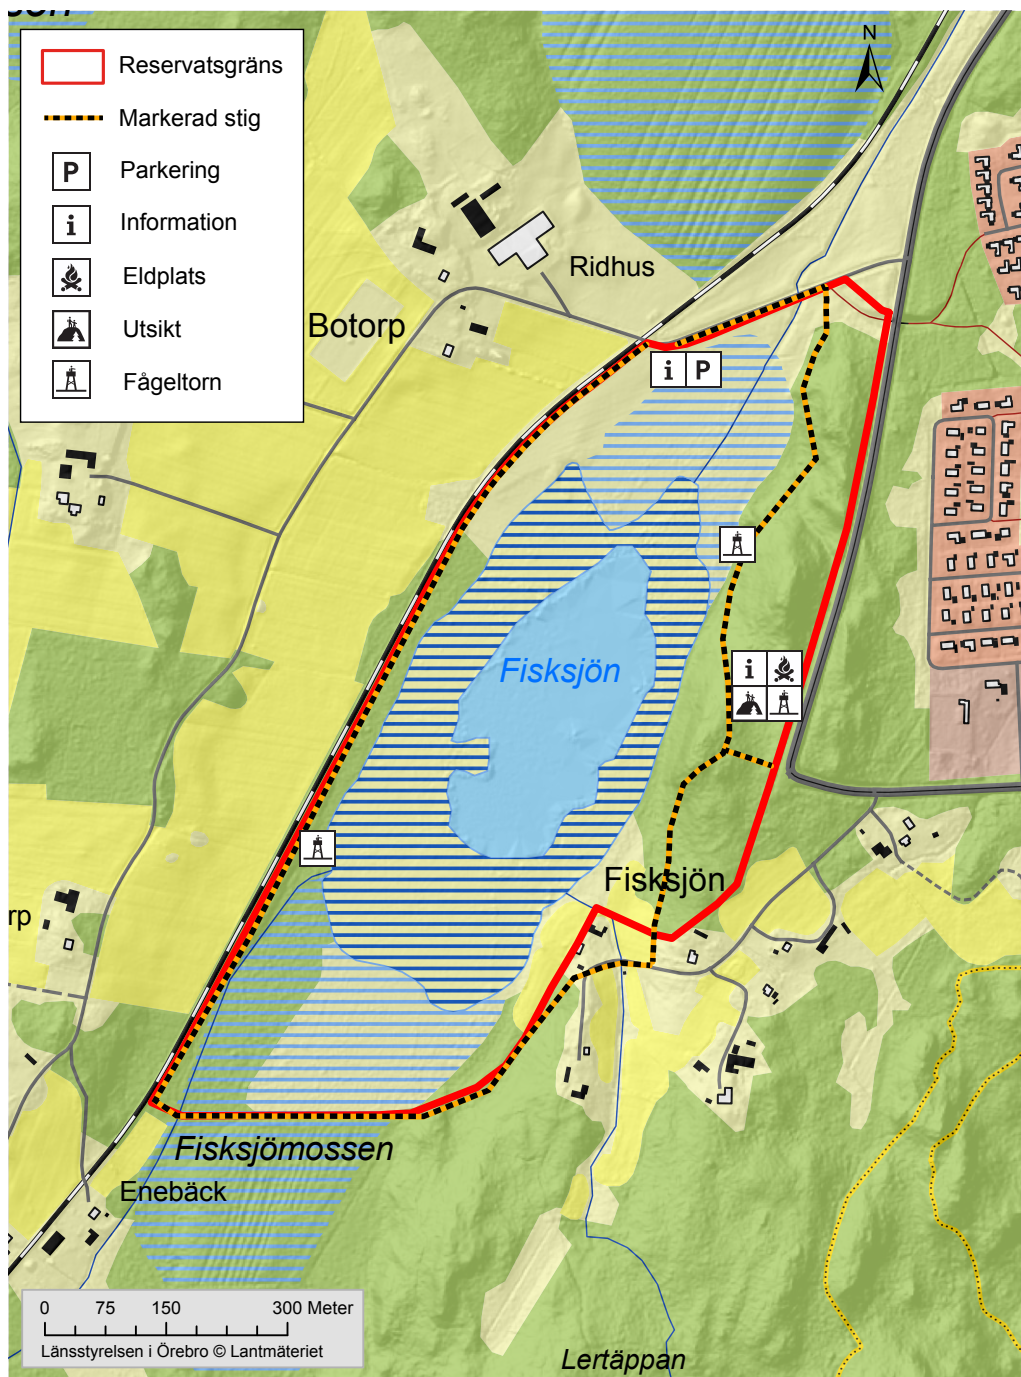 Reservatsgräns
Markerad stig
P Parkering
i Information
Eldplats
Utsikt
Fågeltorn
N
Ridhus
Botorp
i P
Fisksjön
i
Fisksjön
rp
Fisksjömossen
Enebäck
0 75 150 300 Meter
Länsstyrelsen i Örebro © Lantmäteriet
Lertäppan